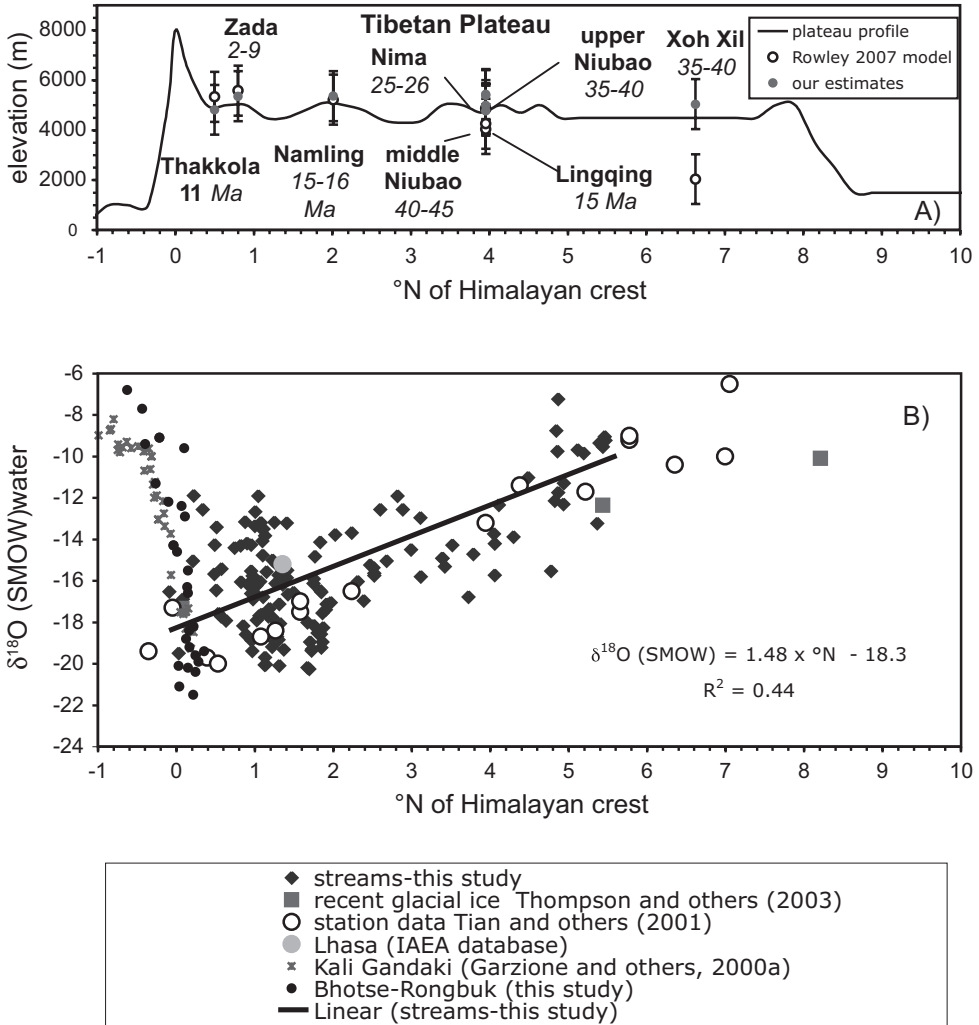 8000
6000
4000
2000
0
elevation (m)
Zada
2-9
Tibetan Plateau
Nima
25-26
upper
Niubao
35-40
Xoh Xil
35-40
plateau profile
Rowley 2007 model
our estimates
Thakkola
11 Ma
Namling
15-16
Ma
middle
Niubao
40-45
Lingqing
15 Ma
A)
-1 0 1 2 3 4 5 6 7 8 9 10
°N of Himalayan crest
-6
-8
-10
-12
-14
-16
-18
-20
-22
-24
δ¹⁸O (SMOW)water
B)
δ¹⁸O (SMOW) = 1.48 x °N - 18.3
R² = 0.44
-1 0 1 2 3 4 5 6 7 8 9 10
°N of Himalayan crest
streams-this study
recent glacial ice Thompson and others (2003)
station data Tian and others (2001)
Lhasa (IAEA database)
Kali Gandaki (Garzione and others, 2000a)
Bhotse-Rongbuk (this study)
Linear (streams-this study)